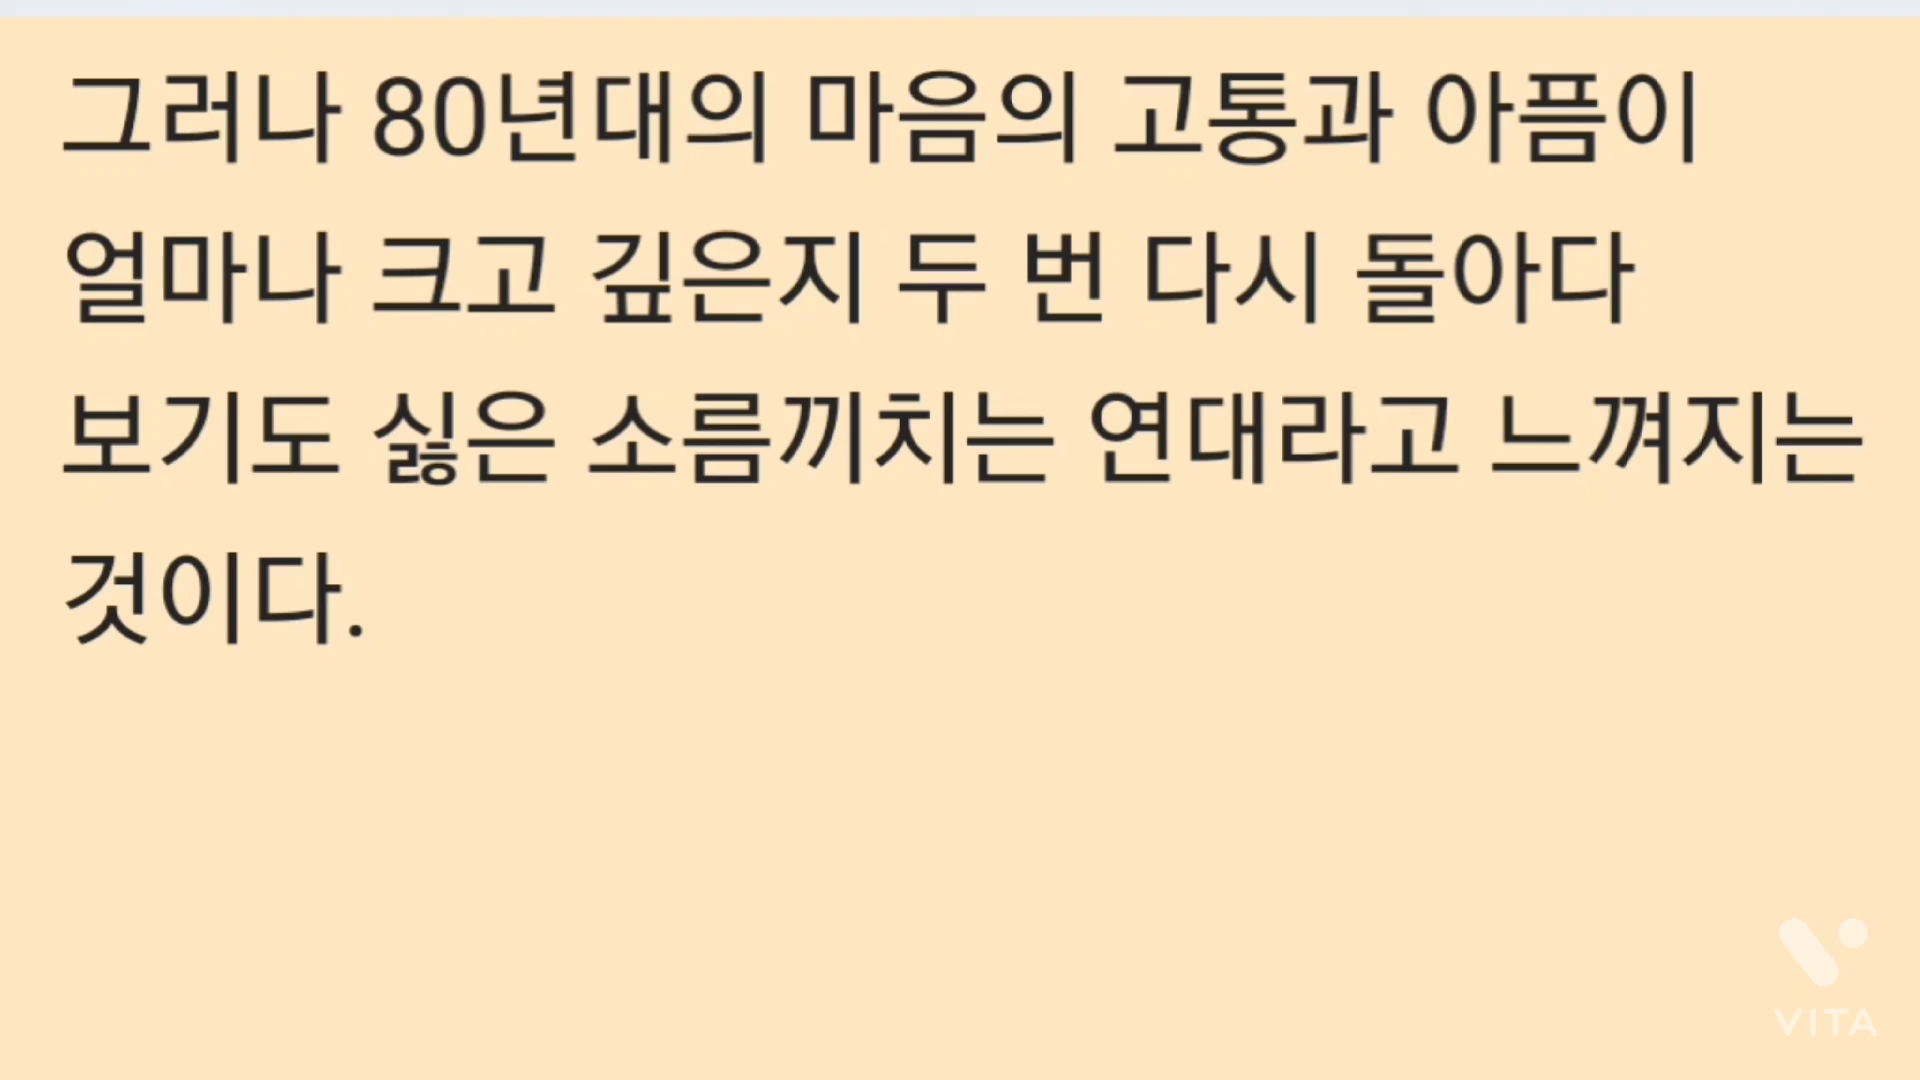 그러나 80년대의 마음의 고통과 아픔이
얼마나 크고 깊은지 두 번 다시 돌아다
보기도 싫은 소름끼치는 연대라고 느껴지는
것이다.
VITA